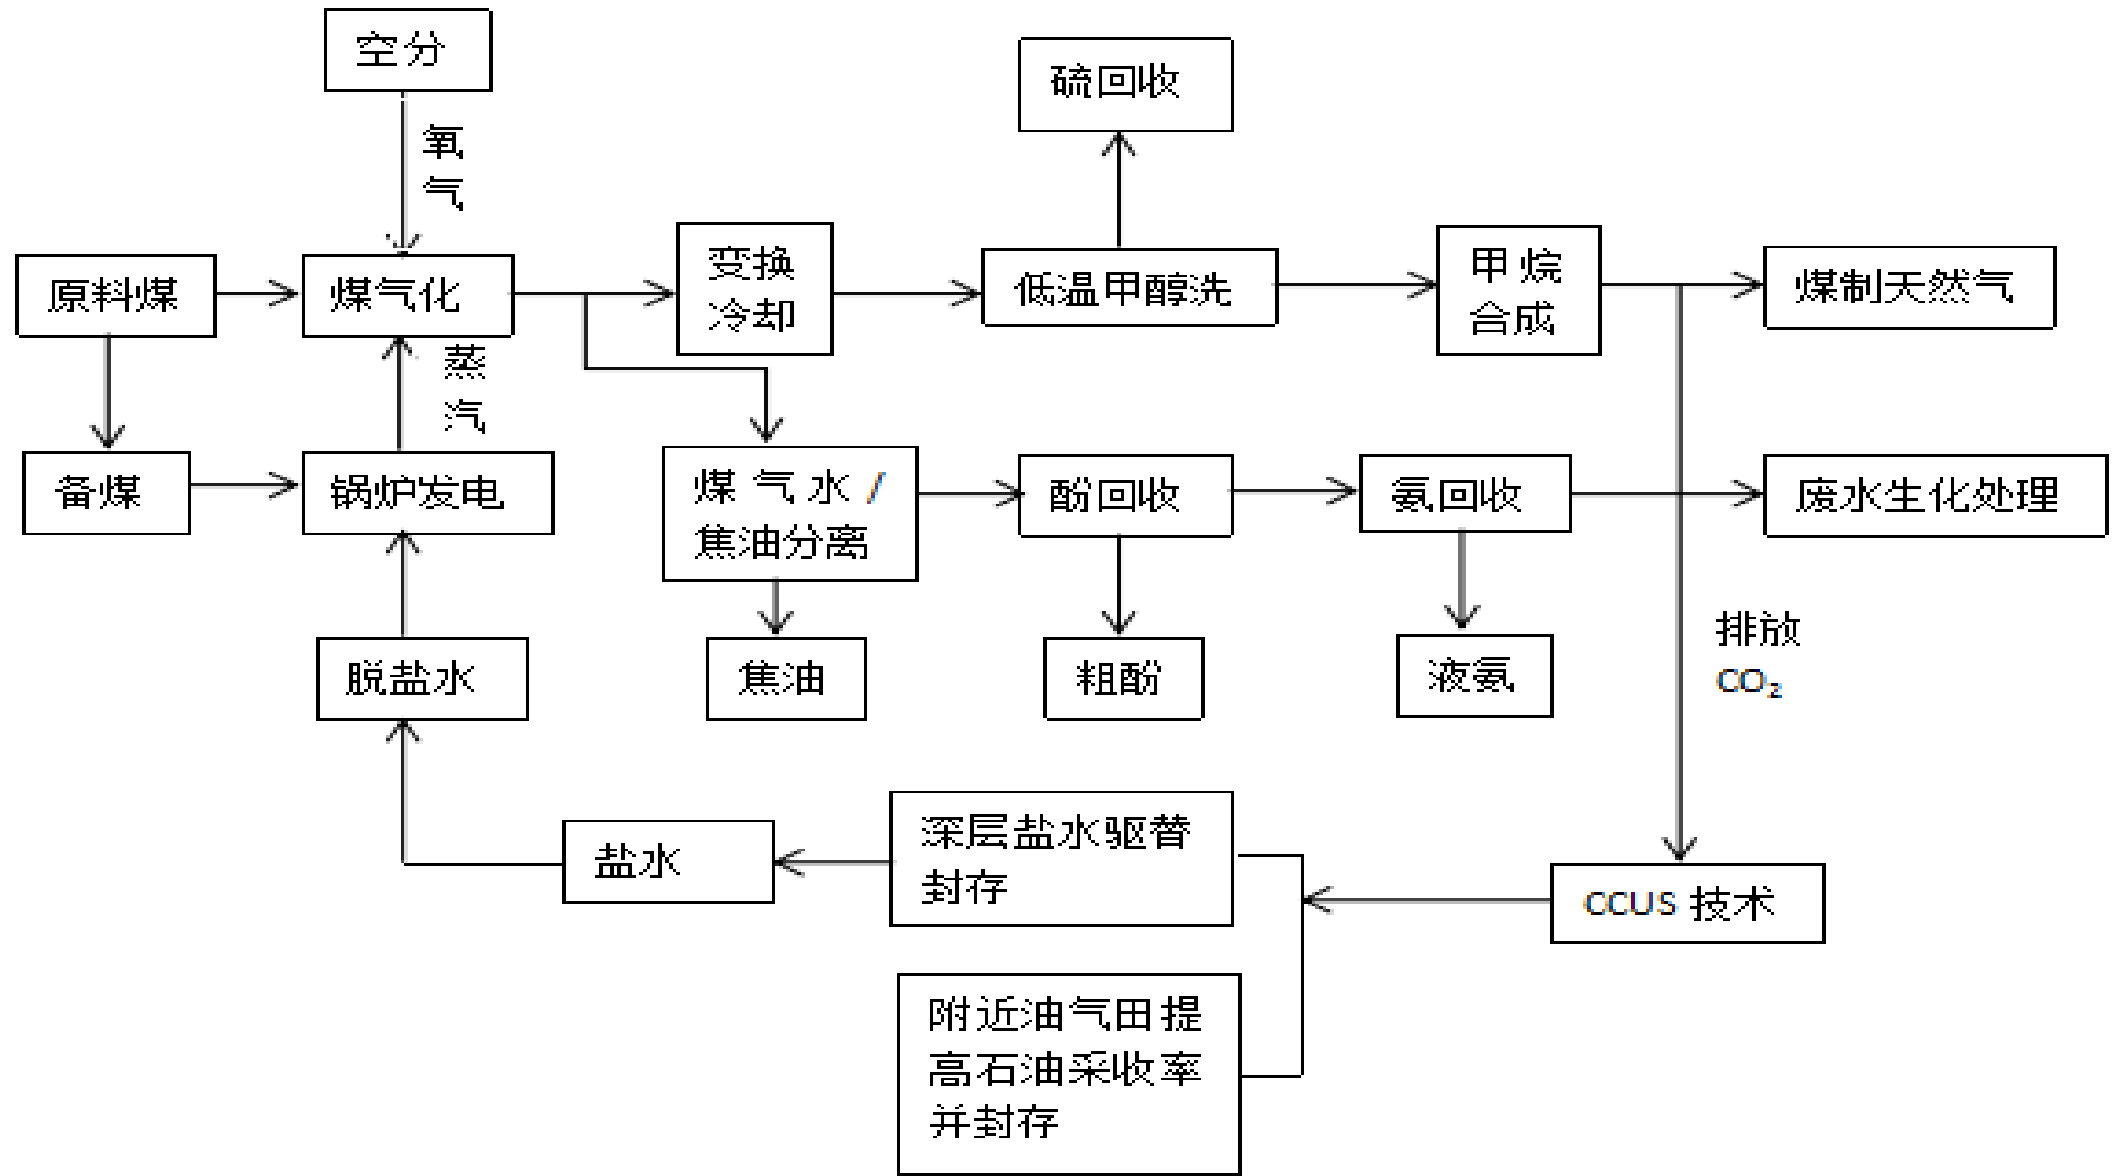 空分
硫回收
氧
气
原料煤
煤气化
变换
冷却
低温甲醇洗
甲烷
合成
煤制天然气
蒸
汽
备煤
锅炉发电
煤气水/
焦油分离
酚回收
氨回收
废水生化处理
脱盐水
焦油
粗酚
液氨
排放
CO₂
盐水
深层盐水驱替
封存
CCUS 技术
附近油气田提
高石油采收率
并封存